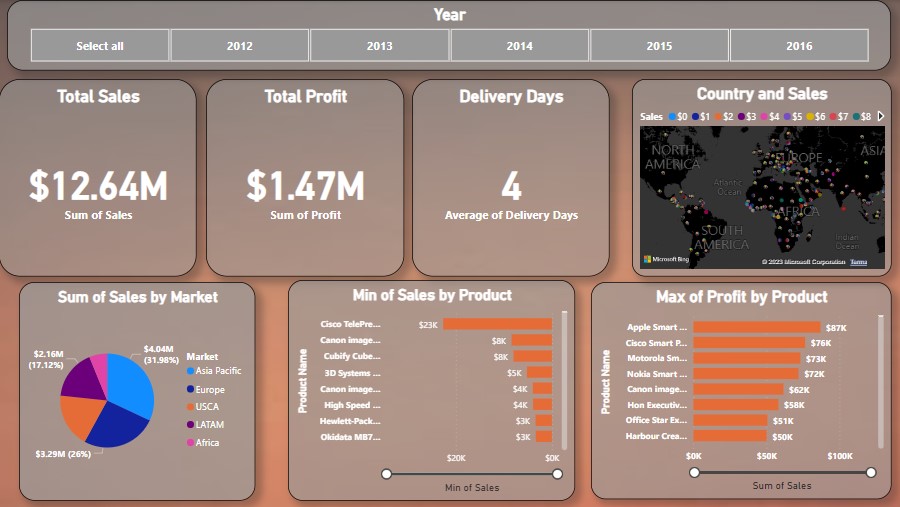 Year
Select all 2012 2013 2014 2015 2016
Total Sales
$12.64M
Sum of Sales
Total Profit
$1.47M
Sum of Profit
Delivery Days
4
Average of Delivery Days
Country and Sales
Sales $0 $1 $2 $3 $4 $5 $6 $7 $8
NORTH
AMERICA
EUROPE
ASIA
Atlantic
Ocean
AFRICA
SOUTH
AMERICA
Indian
Ocean
Microsoft Bing
© 2023 Microsoft Corporation Terms
Sum of Sales by Market
$4.04M
(31.98%)
$2.16M
(17.12%)
$3.29M (26%)
Market
Asia Pacific
Europe
USCA
LATAM
Africa
Min of Sales by Product
Product Name
Cisco TelePre... $23K
Canon image... $8K
Cubify Cube... $8K
3D Systems ... $5K
Canon image... $4K
High Speed ... $4K
Hewlett-Pack... $3K
Okidata MB7... $3K
$20K $0K
Min of Sales
Max of Profit by Product
Product Name
Apple Smart ... $87K
Cisco Smart P... $76K
Motorola Sm... $73K
Nokia Smart ... $72K
Canon image... $62K
Hon Executiv... $58K
Office Star Ex... $51K
Harbour Crea... $50K
$0K $50K $100K
Sum of Sales